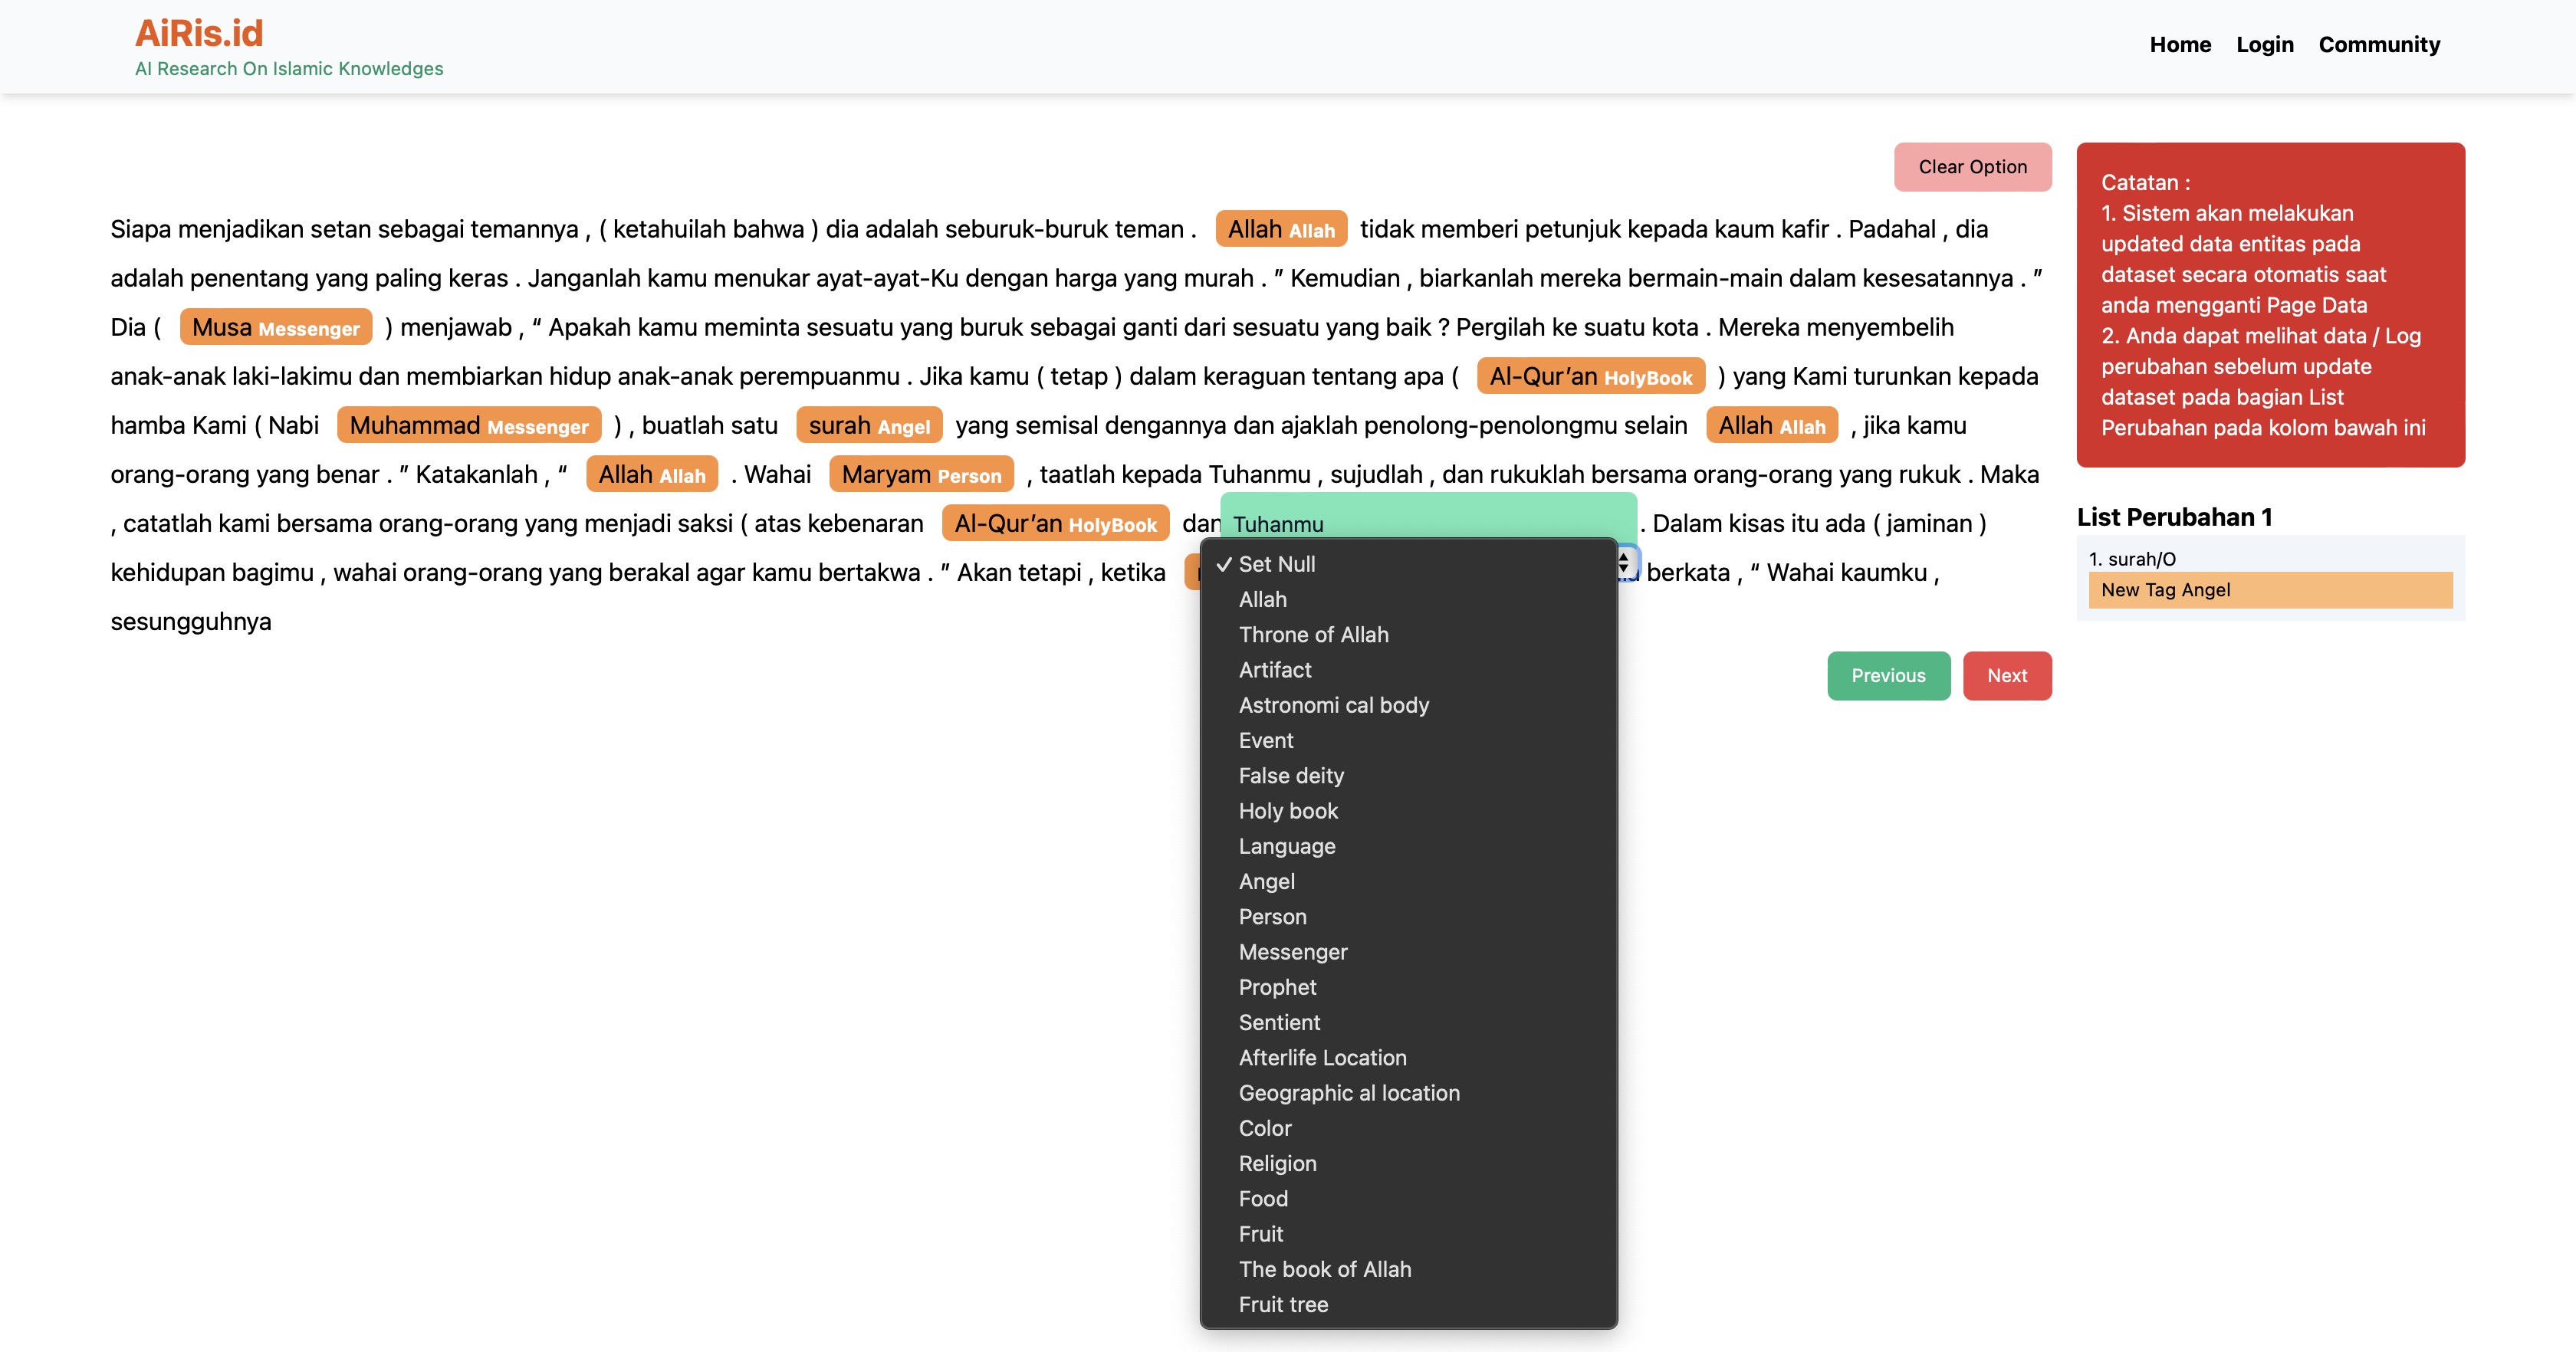 AiRis.id
AI Research On Islamic Knowledges
Home Login Community
Clear Option
Siapa menjadikan setan sebagai temannya , ( ketahuilah bahwa ) dia adalah seburuk-buruk teman . Allah Allah tidak memberi petunjuk kepada kaum kafir . Padahal , dia
adalah penentang yang paling keras . Janganlah kamu menukar ayat-ayat-Ku dengan harga yang murah . ” Kemudian , biarkanlah mereka bermain-main dalam kesesatannya . ”
Dia ( Musa Messenger ) menjawab , “ Apakah kamu meminta sesuatu yang buruk sebagai ganti dari sesuatu yang baik ? Pergilah ke suatu kota . Mereka menyembelih
anak-anak laki-lakimu dan membiarkan hidup anak-anak perempuanmu . Jika kamu ( tetap ) dalam keraguan tentang apa ( Al-Qur’an HolyBook ) yang Kami turunkan kepada
hamba Kami ( Nabi Muhammad Messenger ) , buatlah satu surah Angel yang semisal dengannya dan ajaklah penolong-penolongmu selain Allah Allah , jika kamu
orang-orang yang benar . ” Katakanlah , “ Allah Allah . Wahai Maryam Person , taatlah kepada Tuhanmu , sujudlah , dan rukuklah bersama orang-orang yang rukuk . Maka
, catatlah kami bersama orang-orang yang menjadi saksi ( atas kebenaran Al-Qur’an HolyBook dan Tuhanmu . Dalam kisas itu ada ( jaminan )
kehidupan bagimu , wahai orang-orang yang berakal agar kamu bertakwa . ” Akan tetapi , ketika berkata , “ Wahai kaumku ,
sesungguhnya
✓ Set Null
Allah
Throne of Allah
Artifact
Astronomi cal body
Event
False deity
Holy book
Language
Angel
Person
Messenger
Prophet
Sentient
Afterlife Location
Geographic al location
Color
Religion
Food
Fruit
The book of Allah
Fruit tree
Previous Next
Catatan :
1. Sistem akan melakukan
updated data entitas pada
dataset secara otomatis saat
anda mengganti Page Data
2. Anda dapat melihat data / Log
perubahan sebelum update
dataset pada bagian List
Perubahan pada kolom bawah ini
List Perubahan 1
1. surah/O
New Tag Angel